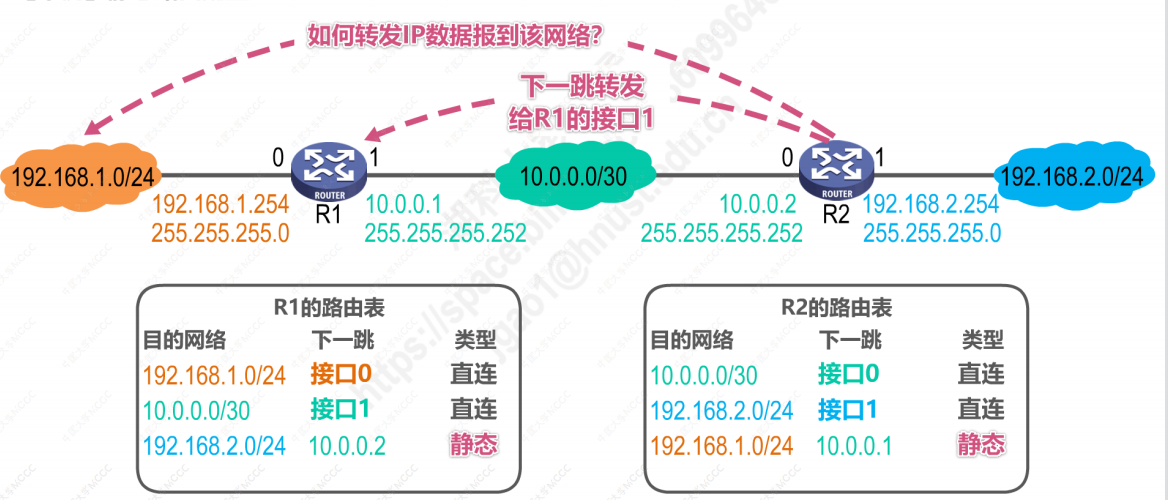 如何转发IP数据报到该网络?
下一跳转发
给R1的接口1
192.168.1.0/24
0
1
10.0.0.0/30
0
1
192.168.2.0/24
ROUTER
R1
ROUTER
R2
192.168.1.254
255.255.255.0
10.0.0.1
255.255.255.252
10.0.0.2
255.255.255.252
192.168.2.254
255.255.255.0
R1的路由表
目的网络 下一跳 类型
192.168.1.0/24 接口0 直连
10.0.0.0/30 接口1 直连
192.168.2.0/24 10.0.0.2 静态
R2的路由表
目的网络 下一跳 类型
10.0.0.0/30 接口0 直连
192.168.2.0/24 接口1 直连
192.168.1.0/24 10.0.0.1 静态